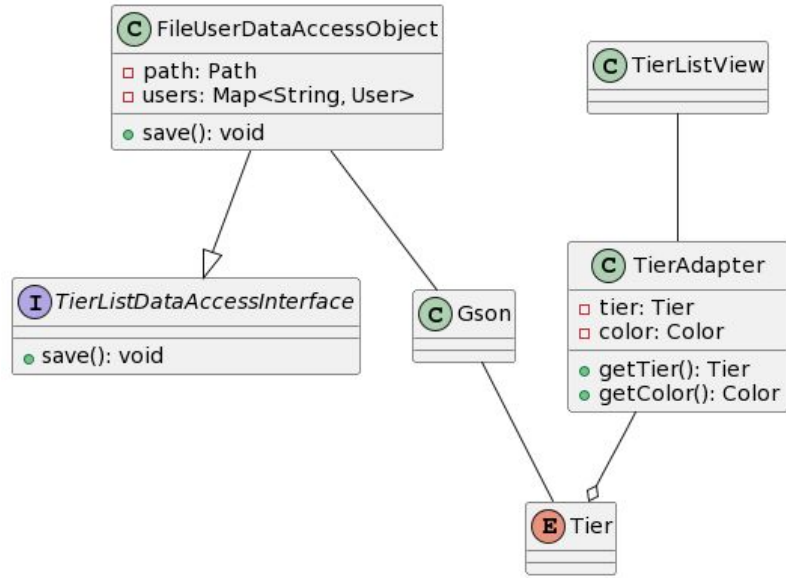 C FileUserDataAccessObject
path: Path
users: Map<String, User>
save(): void
C TierListView
I TierListDataAccessInterface
save(): void
C Gson
C TierAdapter
tier: Tier
color: Color
getTier(): Tier
getColor(): Color
E Tier